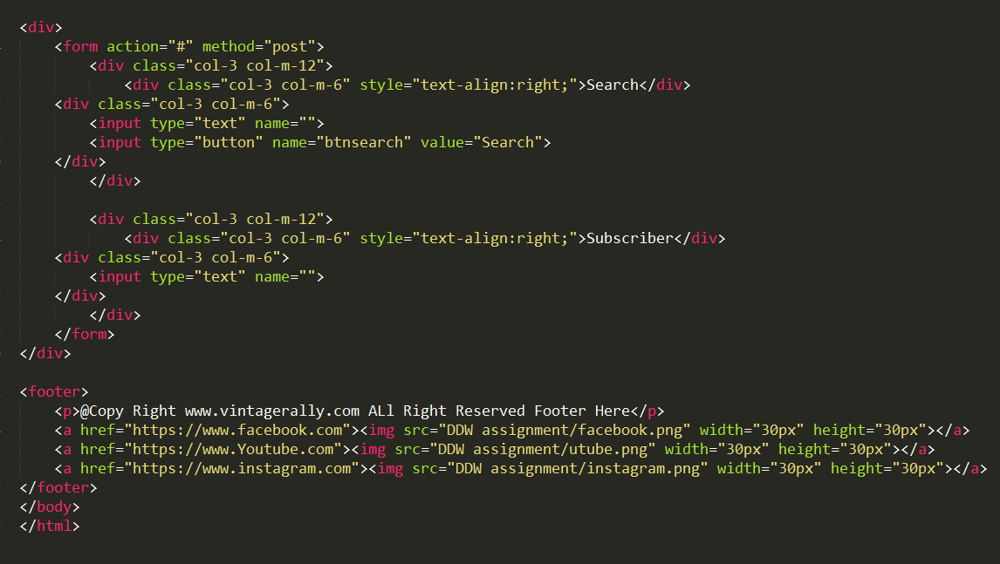 <div>
<form action="#" method="post">
<div class="col-3 col-m-12">
<div class="col-3 col-m-6" style="text-align:right;">Search</div>
<div class="col-3 col-m-6">
<input type="text" name="">
<input type="button" name="btnsearch" value="Search">
</div>
</div>
<div class="col-3 col-m-12">
<div class="col-3 col-m-6" style="text-align:right;">Subscriber</div>
<div class="col-3 col-m-6">
<input type="text" name="">
</div>
</div>
</form>
</div>
<footer>
<p>@Copy Right www.vintagerally.com ALl Right Reserved Footer Here</p>
<a href="https://www.facebook.com"><img src="DDW assignment/facebook.png" width="30px" height="30px"></a>
<a href="https://www.Youtube.com"><img src="DDW assignment/utube.png" width="30px" height="30px"></a>
<a href="https://www.instagram.com"><img src="DDW assignment/instagram.png" width="30px" height="30px"></a>
</footer>
</body>
</html>